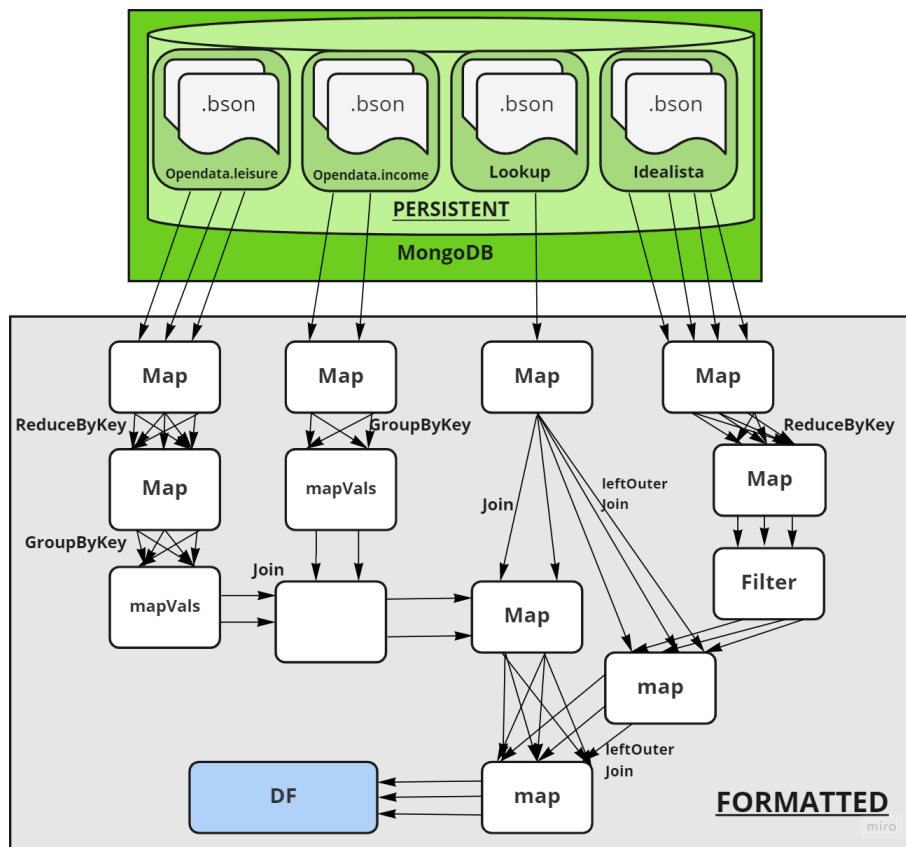 .bson
.bson
.bson
.bson
Opendata.leisure
Opendata.income
Lookup
Idealista
PERSISTENT
MongoDB
Map
Map
Map
Map
ReduceByKey
GroupByKey
ReduceByKey
Map
mapVals
Join
leftOuter
Join
Map
GroupByKey
mapVals
Join
Map
Filter
map
leftOuter
Join
DF
map
FORMATTED
miro